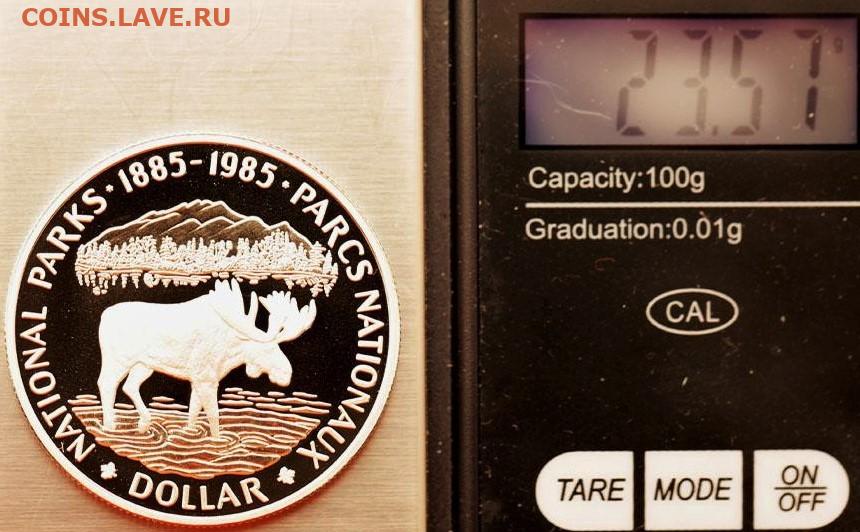 COINS.LAVE.RU
NATIONAL PARKS · 1885-1985 · PARCS NATIONAUX
DOLLAR
23.57 g
Capacity:100g
Graduation:0.01g
CAL
TARE MODE ON/OFF